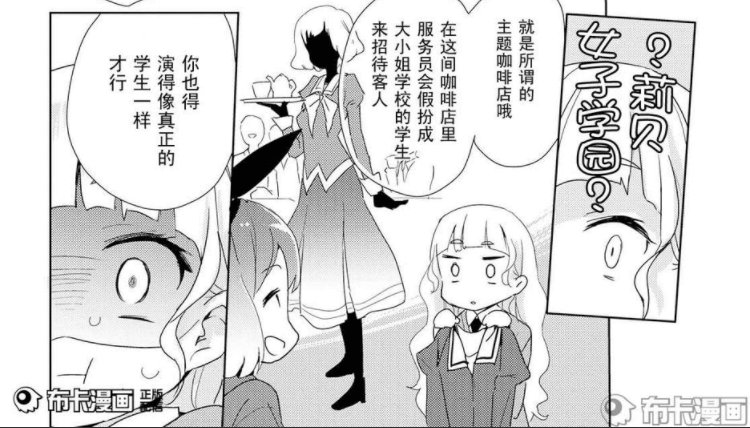 ？莉贝
女子学园？
就是所谓的
主题咖啡店哦
在这间咖啡店里
服务员会假扮成
大小姐学校的学生
来招待客人
你也得
演得像真正的
学生一样
才行
布卡漫画 正版配信
布卡漫画